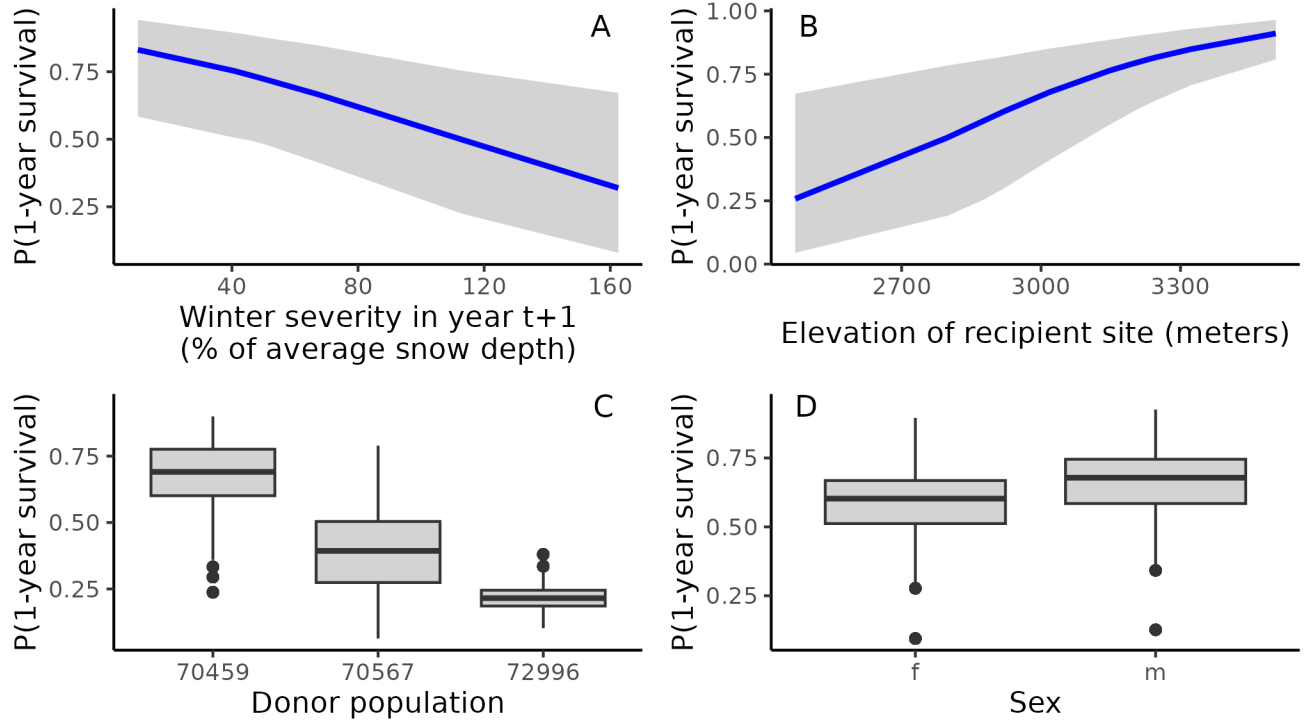 A
P(1-year survival)
0.75
0.50
0.25
40 80 120 160
Winter severity in year t+1
(% of average snow depth)
B
P(1-year survival)
1.00
0.75
0.50
0.25
0.00
2700 3000 3300
Elevation of recipient site (meters)
C
P(1-year survival)
0.75
0.50
0.25
70459 70567 72996
Donor population
D
P(1-year survival)
0.75
0.50
0.25
f m
Sex